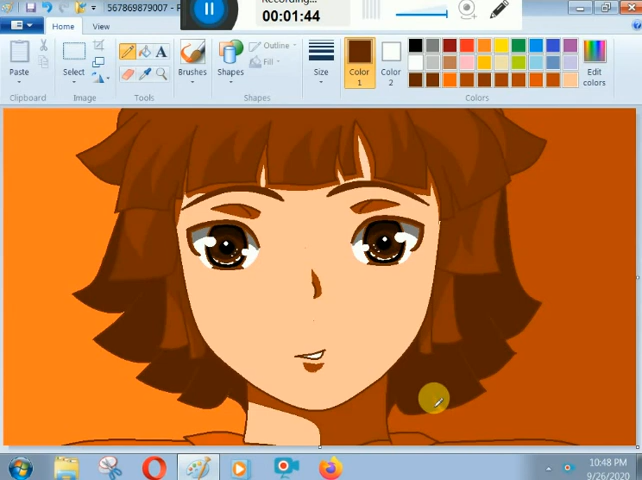 567869879007 - P
Recording...
00:01:44
Home
View
Paste
Select
Brushes
Shapes
Outline
Fill
Size
Color
1
Color
2
Edit
colors
Clipboard
Image
Tools
Shapes
Colors
10:48 PM
9/26/2020